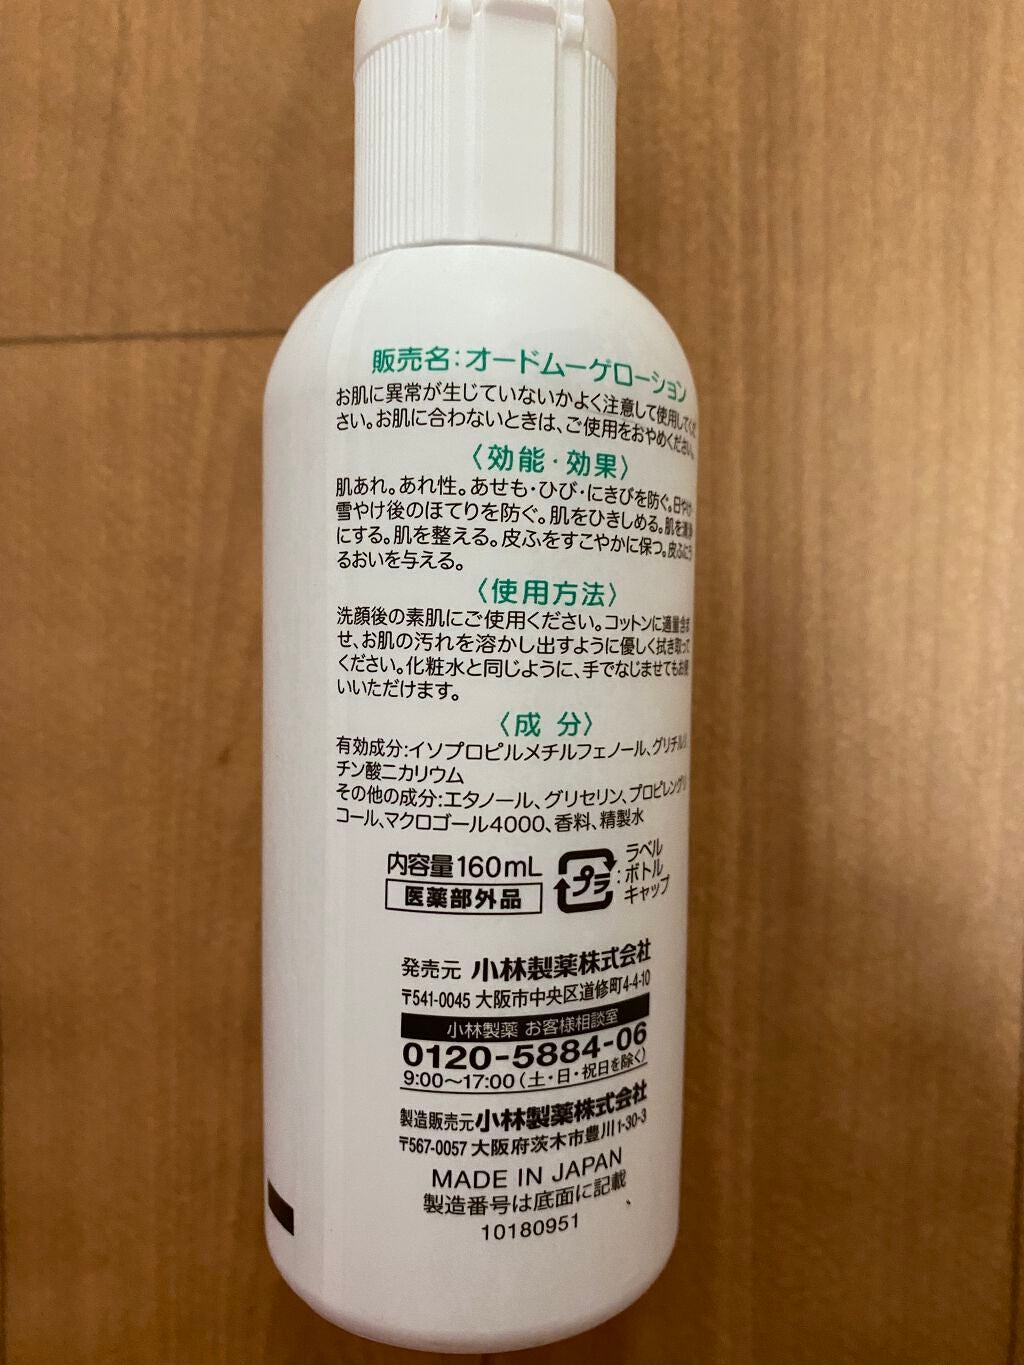 販売名：オードムーゲローション
お肌に異常が生じていないかよく注意して使用してくだ
さい。お肌に合わないときは、ご使用をおやめください。
〈効能・効果〉
肌あれ。あれ性。あせも・ひび・にきびを防ぐ。日やけ・
雪やけ後のほてりを防ぐ。肌をひきしめる。肌を清浄
にする。肌を整える。皮ふをすこやかに保つ。皮ふにう
るおいを与える。
〈使用方法〉
洗顔後の素肌にご使用ください。コットンに適量含ま
せ、お肌の汚れを溶かし出すように優しく拭き取って
ください。化粧水と同じように、手でなじませてもお使
いいただけます。
〈成 分〉
有効成分：イソプロピルメチルフェノール、グリチルリ
チン酸二カリウム
その他の成分：エタノール、グリセリン、プロピレングリ
コール、マクロゴール4000、香料、精製水
内容量160mL
医薬部外品
プラ
：ラベル
ボトル
キャップ
発売元 小林製薬株式会社
〒541-0045 大阪市中央区道修町4-4-10
小林製薬 お客様相談室
0120-5884-06
9:00〜17:00（土・日・祝日を除く）
製造販売元 小林製薬株式会社
〒567-0057 大阪府茨木市豊川1-30-3
MADE IN JAPAN
製造番号は底面に記載
10180951